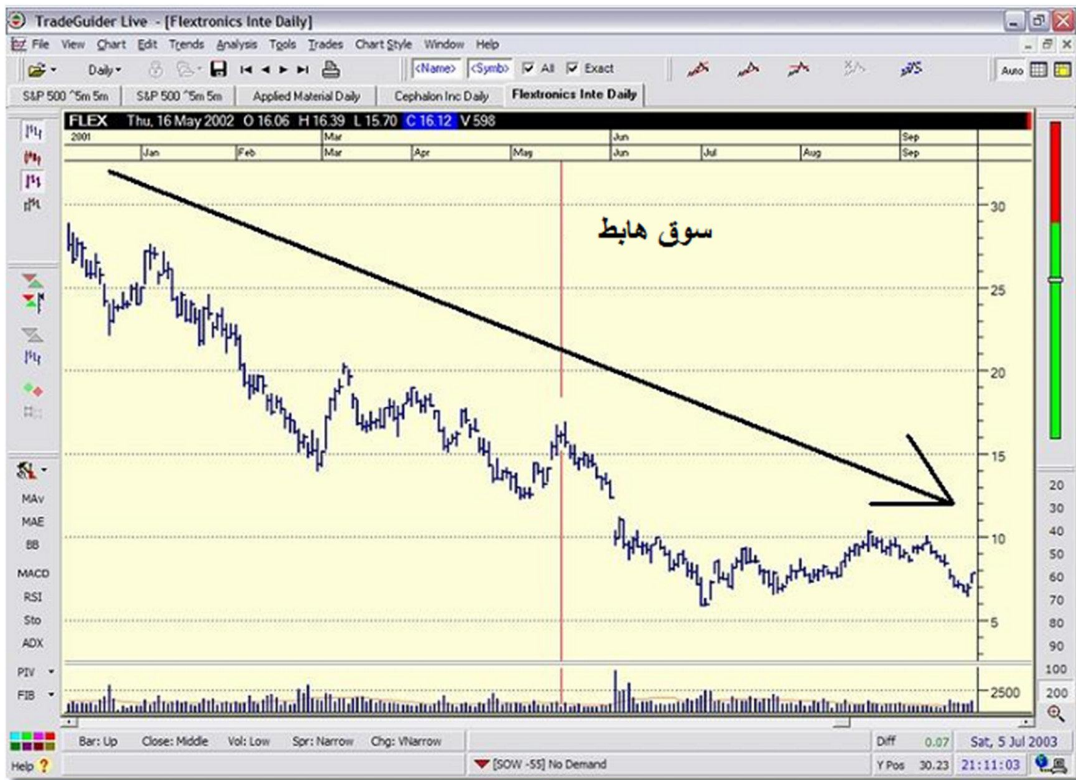 TradeGuider Live - [Flextronics Inte Daily]
File View Chart Edit Trends Analysis Tools Trades Chart Style Window Help
Daily <Name> <Symb> All Exact Auto
S&P 500 ^5m 5m S&P 500 ^5m 5m Applied Material Daily Cephalon Inc Daily Flextronics Inte Daily
FLEX Thu, 16 May 2002 O 16.06 H 16.39 L 15.70 C 16.12 V 598
2001 Mar Jun Sep
Jan Feb Mar Apr May Jun Jul Aug Sep
30
سوق هابط
25
20
15
10
5
2500
MAv
MAE
BB
MACD
RSI
Sto
ADX
PIV
FIB
20
30
40
50
60
70
80
90
100
200
Bar: Up Close: Middle Vol: Low Spr: Narrow Chg: VNarrow Diff 0.07 Sat, 5 Jul 2003
Help ? [SOW -55] No Demand Y Pos 30.23 21:11:03